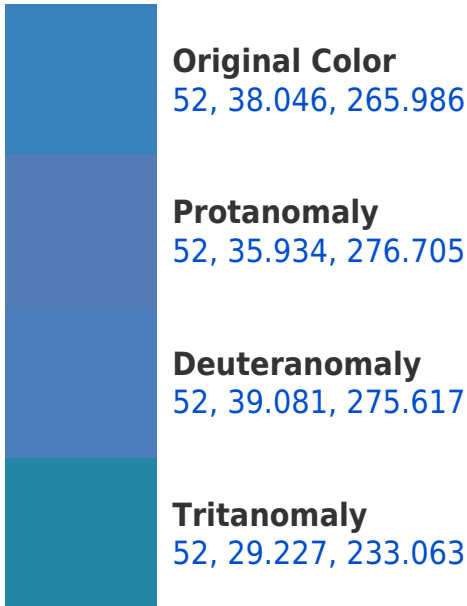 Original Color
52, 38.046, 265.986
Protanomaly
52, 35.934, 276.705
Deuteranomaly
52, 39.081, 275.617
Tritanomaly
52, 29.227, 233.063